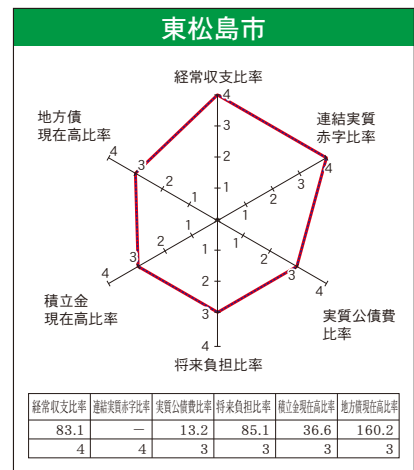 東松島市
経常収支比率
連結実質
赤字比率
実質公債費
比率
将来負担比率
積立金
現在高比率
地方債
現在高比率
4
3
2
1
4
3
2
1
4
3
2
1
4
3
2
1
4
3
2
1
4
3
2
1
経常収支比率 連結実質赤字比率 実質公債費比率 将来負担比率 積立金現在高比率 地方債現在高比率
83.1 － 13.2 85.1 36.6 160.2
4 4 3 3 3 3